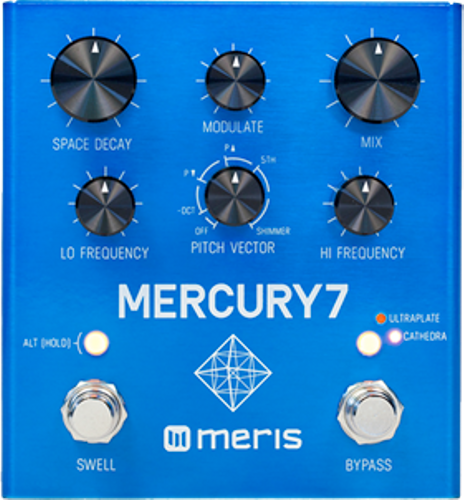 SPACE DECAY
MODULATE
MIX
LO FREQUENCY
OFF
-OCT
P▼
P▲
5TH
SHIMMER
PITCH VECTOR
HI FREQUENCY
MERCURY7
ALT (HOLD)
ULTRAPLATE
CATHEDRA
meris
SWELL
BYPASS